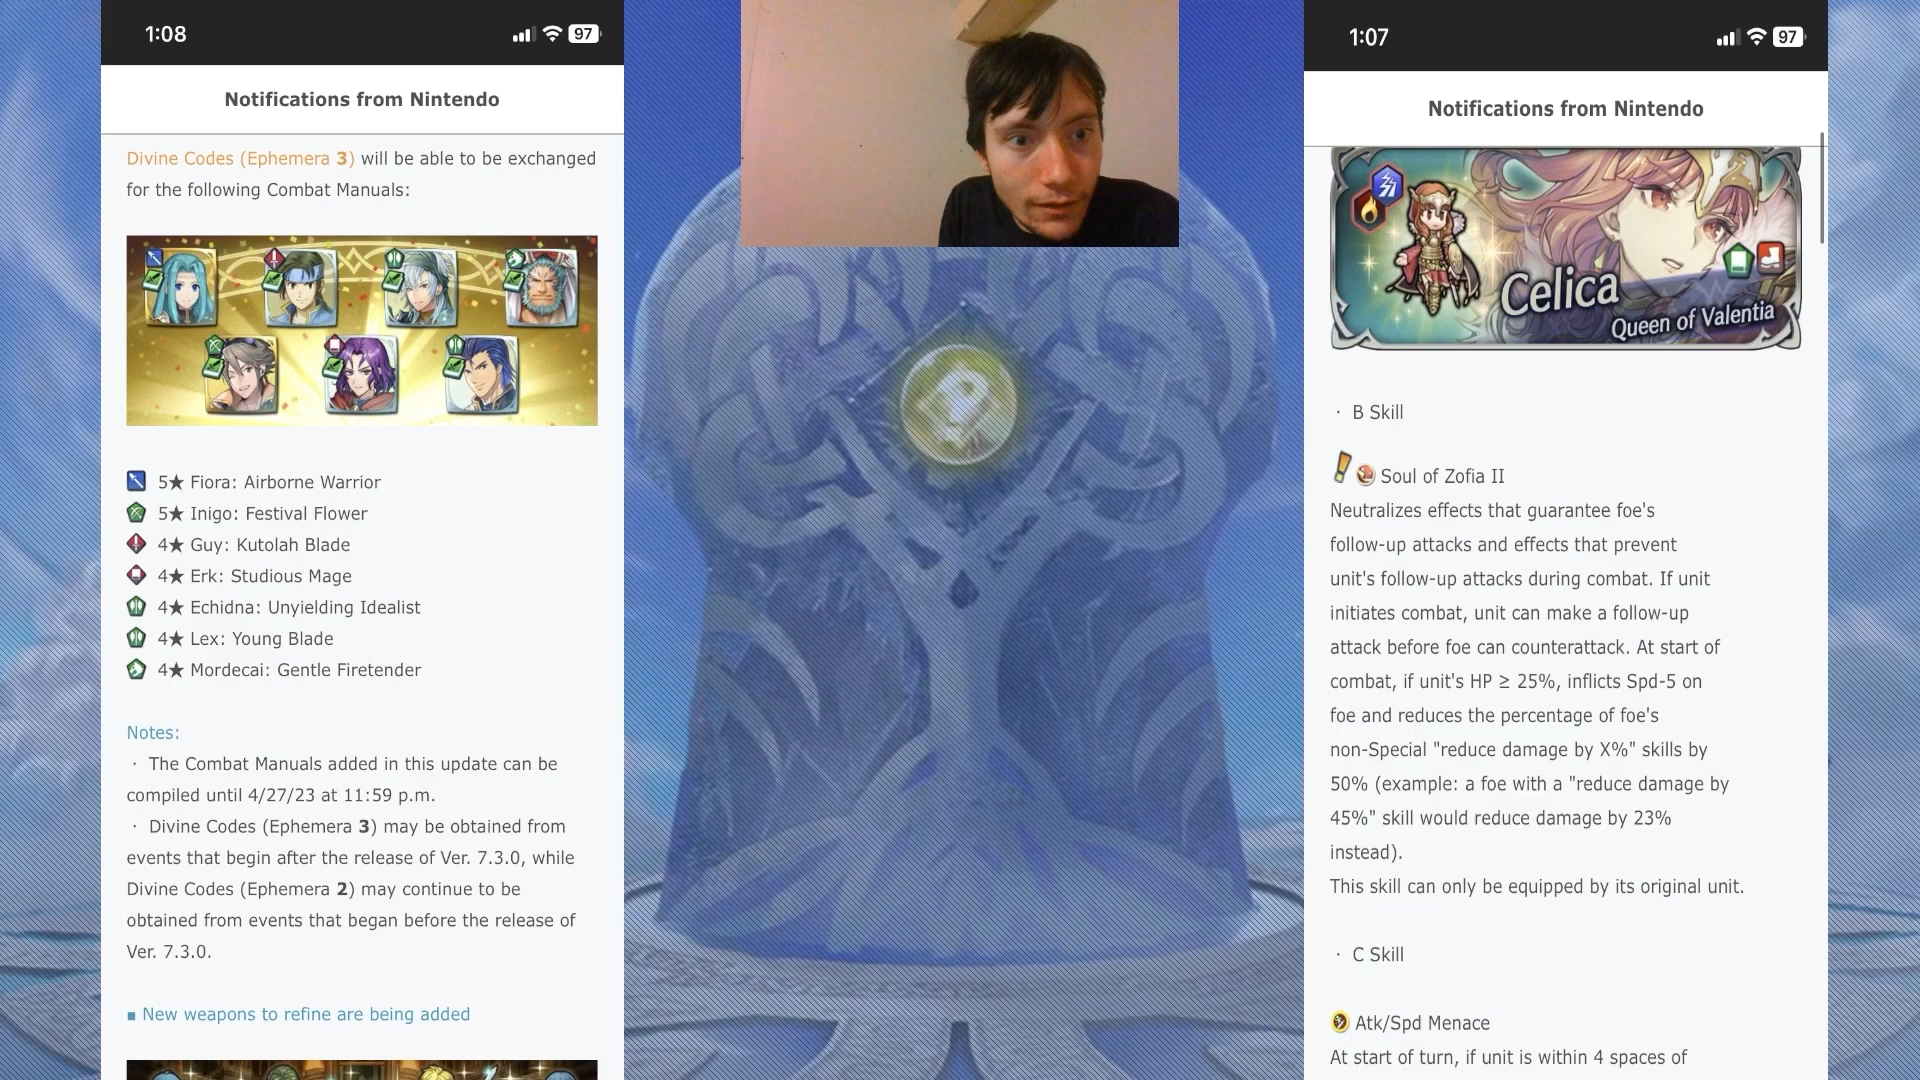 1:08
97
Notifications from Nintendo
Divine Codes (Ephemera 3) will be able to be exchanged
for the following Combat Manuals:
5★ Fiora: Airborne Warrior
5★ Inigo: Festival Flower
4★ Guy: Kutolah Blade
4★ Erk: Studious Mage
4★ Echidna: Unyielding Idealist
4★ Lex: Young Blade
4★ Mordecai: Gentle Firetender
Notes:
· The Combat Manuals added in this update can be
compiled until 4/27/23 at 11:59 p.m.
· Divine Codes (Ephemera 3) may be obtained from
events that begin after the release of Ver. 7.3.0, while
Divine Codes (Ephemera 2) may continue to be
obtained from events that began before the release of
Ver. 7.3.0.
■ New weapons to refine are being added
1:07
97
Notifications from Nintendo
Celica
Queen of Valentia
· B Skill
Soul of Zofia II
Neutralizes effects that guarantee foe's
follow-up attacks and effects that prevent
unit's follow-up attacks during combat. If unit
initiates combat, unit can make a follow-up
attack before foe can counterattack. At start of
combat, if unit's HP ≥ 25%, inflicts Spd-5 on
foe and reduces the percentage of foe's
non-Special "reduce damage by X%" skills by
50% (example: a foe with a "reduce damage by
45%" skill would reduce damage by 23%
instead).
This skill can only be equipped by its original unit.
· C Skill
Atk/Spd Menace
At start of turn, if unit is within 4 spaces of